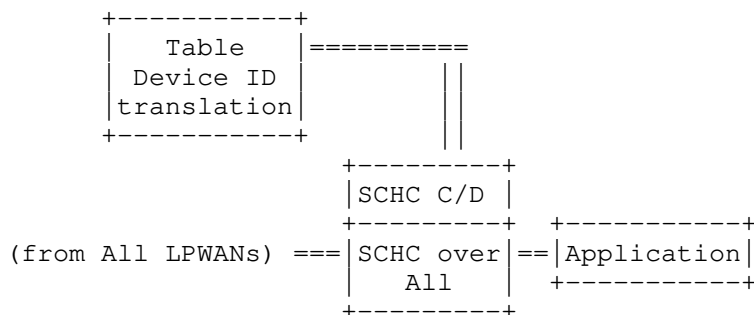 Table
Device ID
translation
SCHC C/D
(from All LPWANs) === SCHC over == Application
All